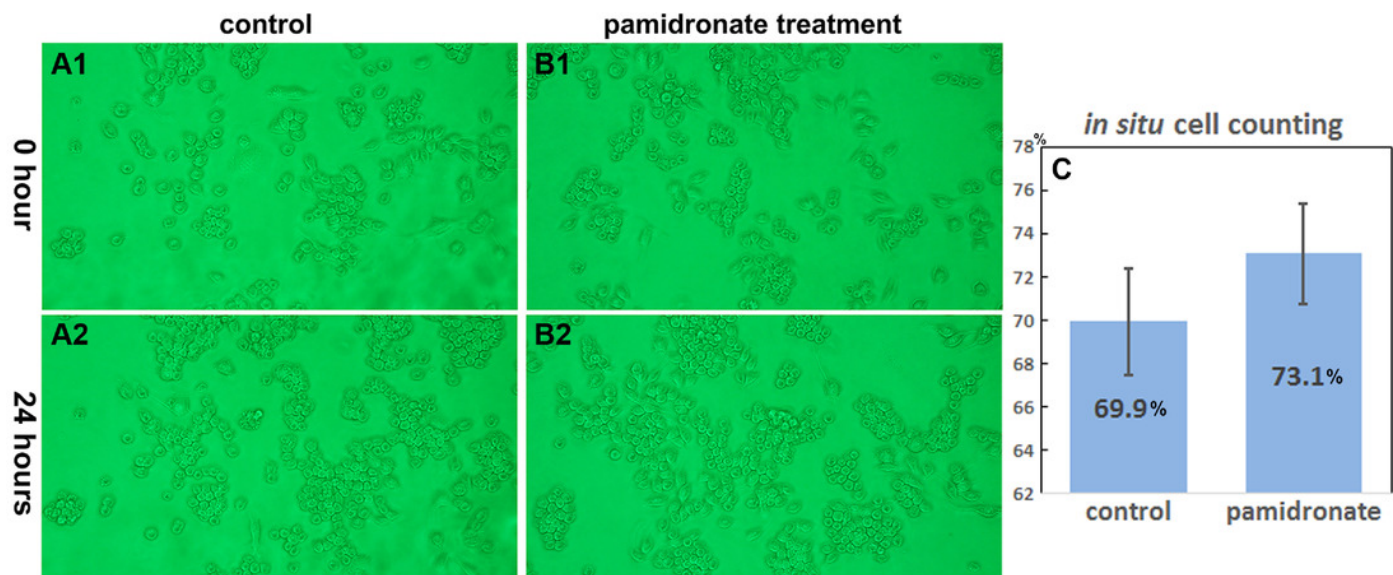 control
pamidronate treatment
0 hour
24 hours
A1
B1
A2
B2
in situ cell counting
C
78%
76
74
72
70
68
66
64
62
69.9%
73.1%
control
pamidronate